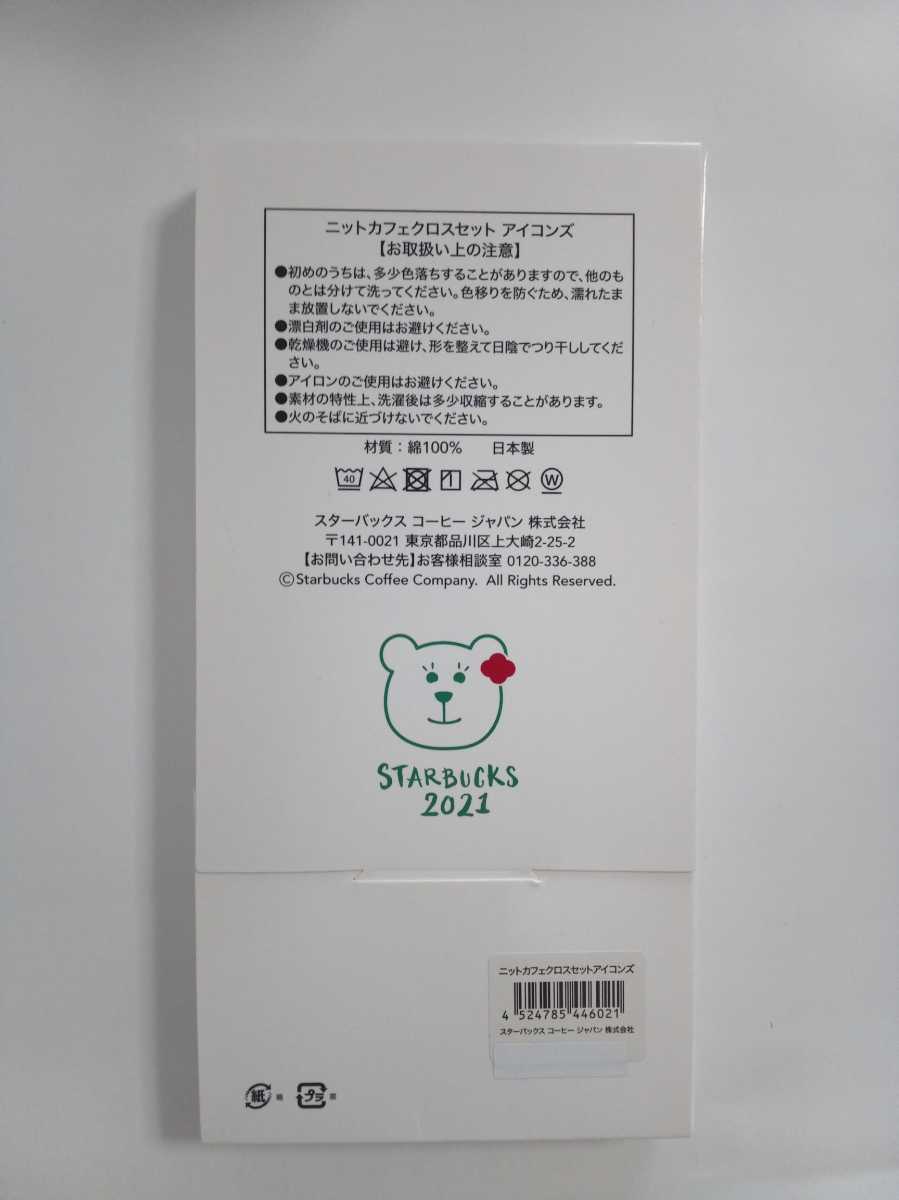 ニットカフェクロスセット アイコンズ
【お取扱い上の注意】
●初めのうちは、多少色落ちすることがありますので、他のも
のとは分けて洗ってください。色移りを防ぐため、濡れたま
ま放置しないでください。
●漂白剤のご使用はお避けください。
●乾燥機のご使用は避け、形を整えて日陰でつり干ししてくだ
さい。
●アイロンのご使用はお避けください。
●素材の特性上、洗濯後は多少収縮することがあります。
●火のそばに近づけないでください。
材質：綿100% 日本製
40 W
スターバックス コーヒー ジャパン 株式会社
〒141-0021 東京都品川区上大崎2-25-2
【お問い合わせ先】お客様相談室 0120-336-388
©Starbucks Coffee Company. All Rights Reserved.
STARBUCKS
2021
ニットカフェクロスセットアイコンズ
4 524785 446021
スターバックス コーヒー ジャパン 株式会社
紙 プラ